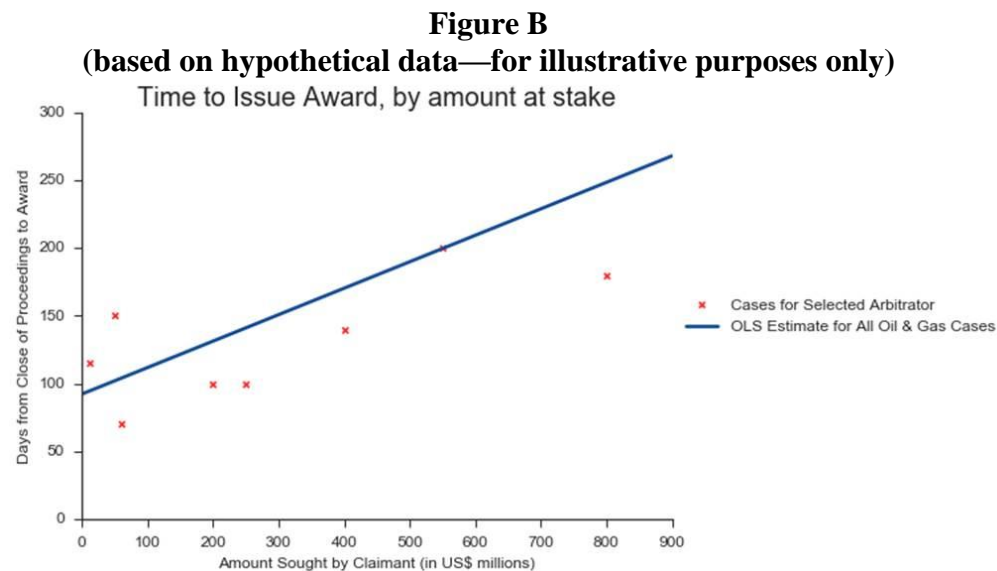 Figure B
(based on hypothetical data—for illustrative purposes only)
Time to Issue Award, by amount at stake
300
250
200
150
100
50
0
Days from Close of Proceedings to Award
0 100 200 300 400 500 600 700 800 900
Amount Sought by Claimant (in US$ millions)
Cases for Selected Arbitrator
OLS Estimate for All Oil & Gas Cases